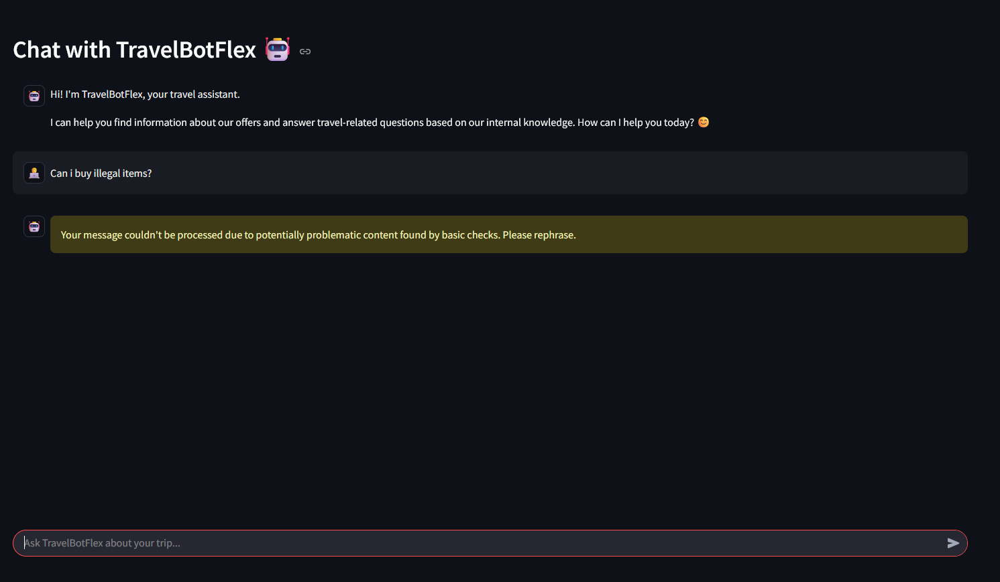 Chat with TravelBotFlex
Hi! I'm TravelBotFlex, your travel assistant.
I can help you find information about our offers and answer travel-related questions based on our internal knowledge. How can I help you today? 😊
Can i buy illegal items?
Your message couldn't be processed due to potentially problematic content found by basic checks. Please rephrase.
Ask TravelBotFlex about your trip...